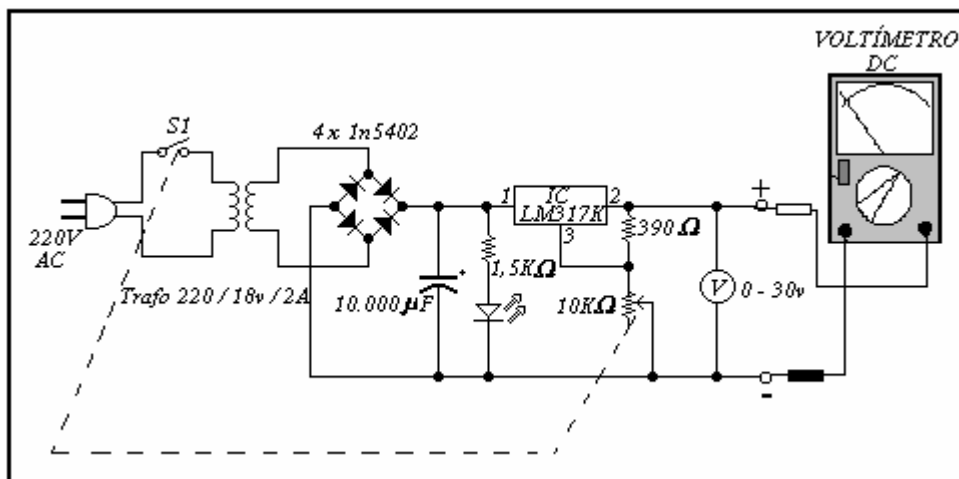 VOLTÍMETRO
DC
S1
4 x 1n5402
1
IC
2
LM317K
3
390Ω
+
220V
AC
1,5KΩ
Trafo 220 / 18v / 2A
10.000µF
+
10KΩ
V
0 - 30v
-